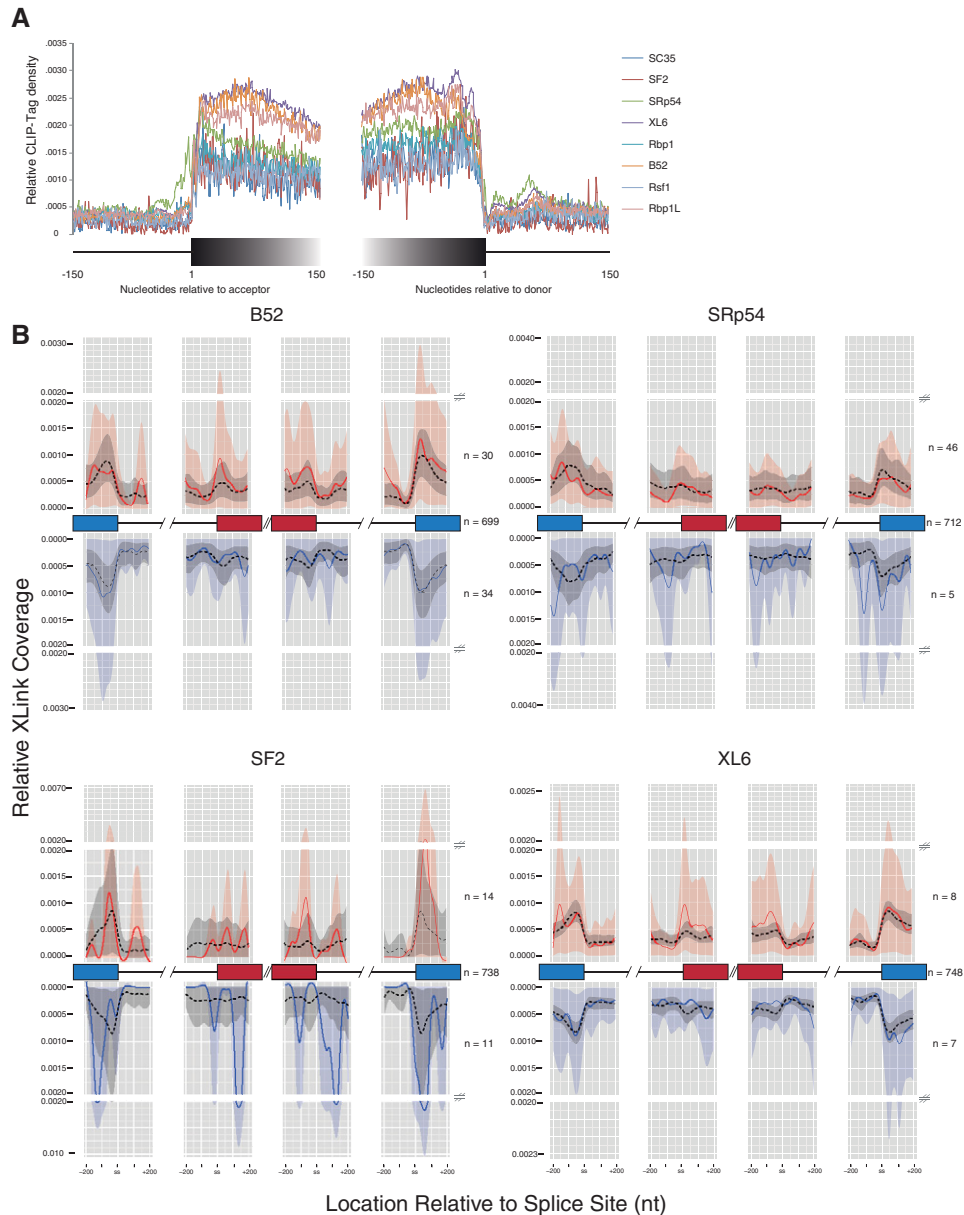 A
Relative CLIP-Tag density
.0035
.0030
.0025
.0020
.0015
.0010
.0005
0
SC35
SF2
SRp54
XL6
Rbp1
B52
Rsf1
Rbp1L
-150
1
150
-150
1
150
Nucleotides relative to acceptor
Nucleotides relative to donor
B
Relative XLink Coverage
B52
0.0030
0.0020
0.0020
0.0015
0.0010
0.0005
0.0000
n = 30
n = 699
0.0000
0.0005
0.0010
0.0015
0.0020
0.0020
0.0030
n = 34
SRp54
0.0040
0.0020
0.0020
0.0015
0.0010
0.0005
0.0000
n = 46
n = 712
0.0000
0.0005
0.0010
0.0015
0.0020
0.0020
0.0040
n = 5
SF2
0.0070
0.0020
0.0020
0.0015
0.0010
0.0005
0.0000
n = 14
n = 738
0.0000
0.0005
0.0010
0.0015
0.0020
0.0020
0.010
n = 11
-200 ss +200
-200 ss +200
-200 ss +200
-200 ss +200
XL6
0.0025
0.0020
0.0020
0.0015
0.0010
0.0005
0.0000
n = 8
n = 748
0.0000
0.0005
0.0010
0.0015
0.0020
0.0020
0.0023
n = 7
-200 ss +200
-200 ss +200
-200 ss +200
-200 ss +200
Location Relative to Splice Site (nt)